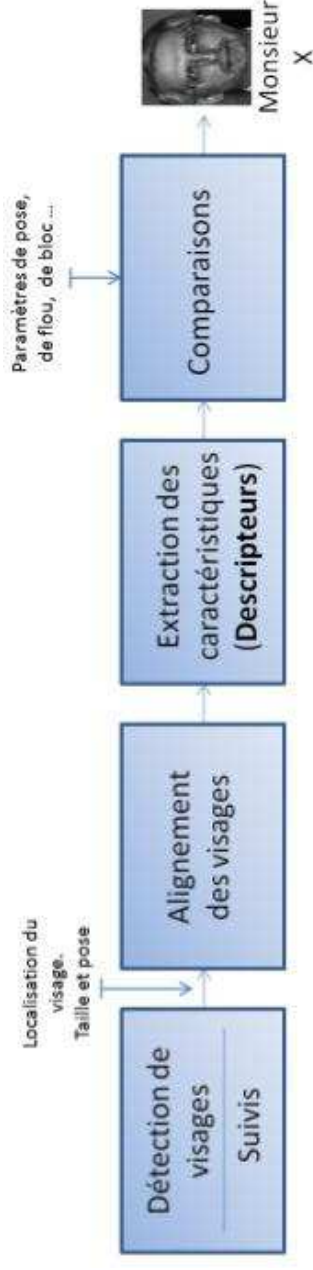 Localisation du
visage.
Taille et pose
Paramètres de pose,
de flou, de bloc ...
Détection de
visages
Suivis
Alignement
des visages
Extraction des
caractéristiques
(Descripteurs)
Comparaisons
Monsieur
X